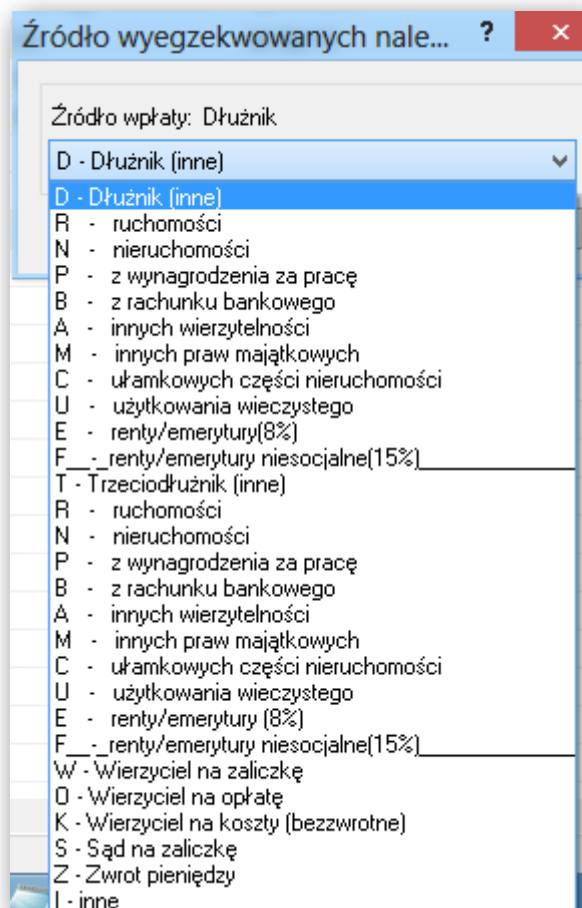 Źródło wyegzekwowanych nale... ?
Źródło wpłaty: Dłużnik
D - Dłużnik (inne)
D - Dłużnik (inne)
R - ruchomości
N - nieruchomości
P - z wynagrodzenia za pracę
B - z rachunku bankowego
A - innych wierzytelności
M - innych praw majątkowych
C - ułamkowych części nieruchomości
U - użytkowania wieczystego
E - renty/emerytury(8%)
F__-_renty/emerytury niesocjalne(15%)____________
T - Trzeciodłużnik (inne)
R - ruchomości
N - nieruchomości
P - z wynagrodzenia za pracę
B - z rachunku bankowego
A - innych wierzytelności
M - innych praw majątkowych
C - ułamkowych części nieruchomości
U - użytkowania wieczystego
E - renty/emerytury (8%)
F__-_renty/emerytury niesocjalne(15%)____________
W - Wierzyciel na zaliczkę
O - Wierzyciel na opłatę
K - Wierzyciel na koszty (bezzwrotne)
S - Sąd na zaliczkę
Z - Zwrot pieniędzy
I - inne